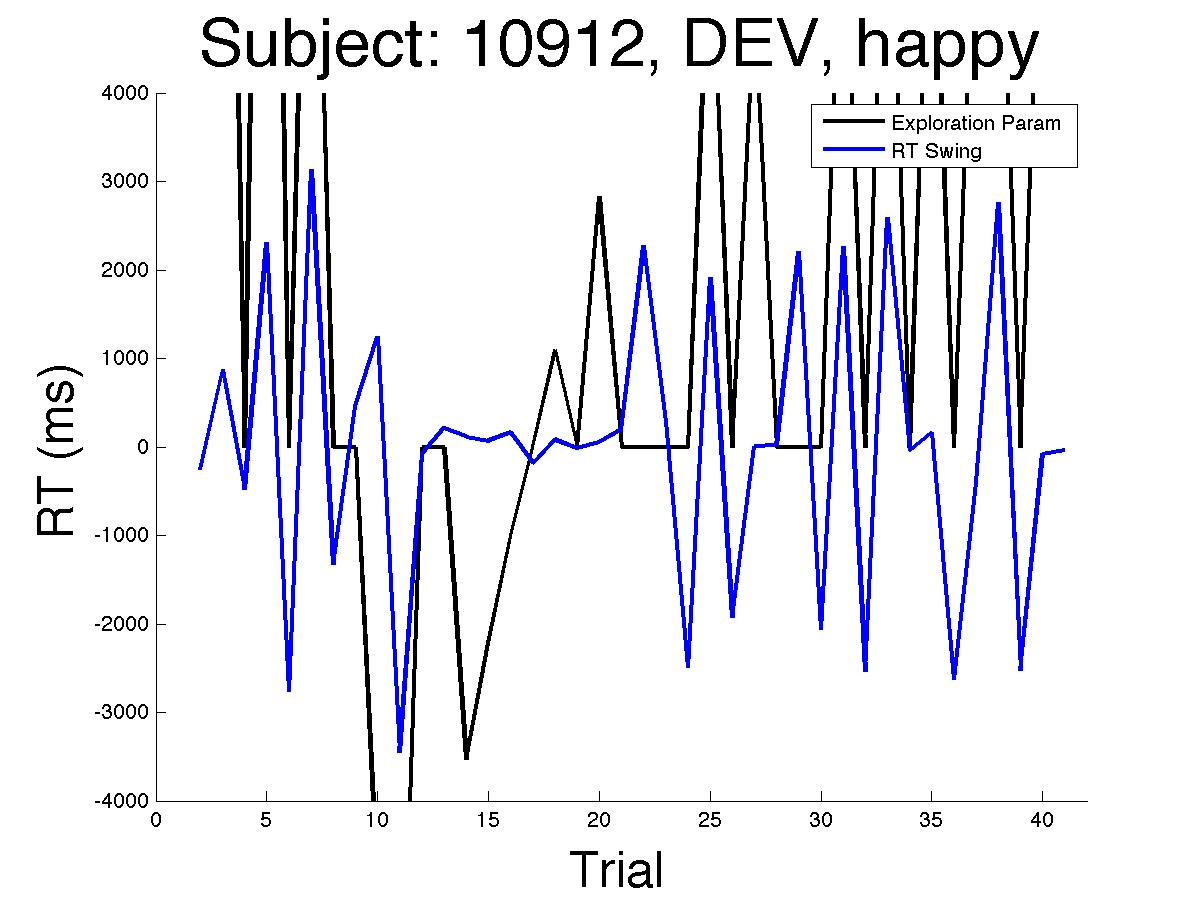 Subject: 10912, DEV, happy
4000
3000
2000
1000
0
-1000
-2000
-3000
-4000
RT (ms)
Exploration Param
RT Swing
0 5 10 15 20 25 30 35 40
Trial